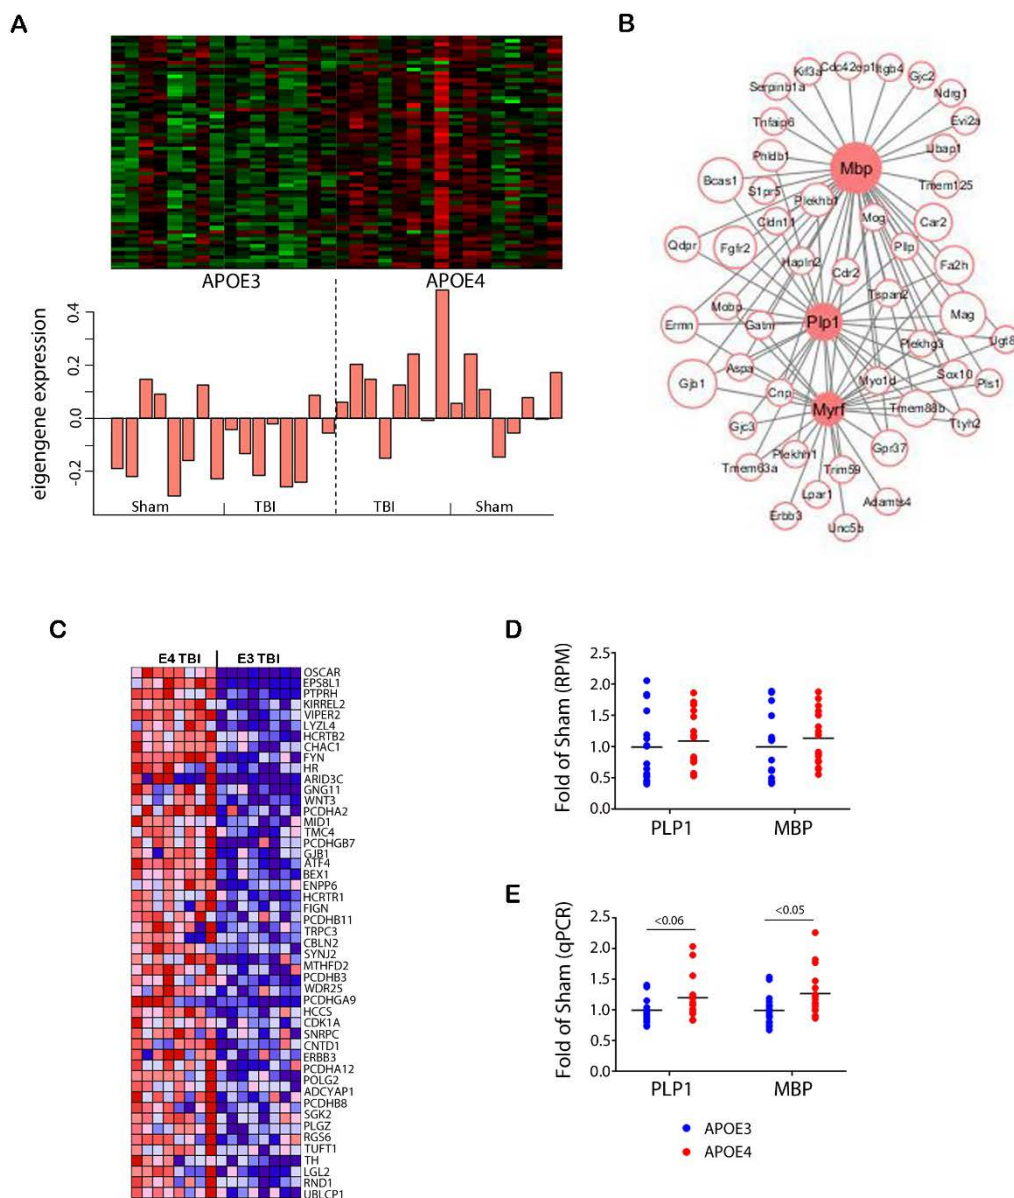 A
APOE3
APOE4
eigengene expression
0.4
0.2
0.0
-0.2
Sham
TBI
TBI
Sham
B
Cdc42ep1
Itgb4
Kif3a
Gjc2
Serpinb1a
Ndrg1
Tnfaip6
Evi2a
Phldb1
Ubap1
Mbp
Bcas1
S1pr5
Plekhb1
Tmem125
Cldn11
Mog
Car2
Qdpr
Fgfr2
Hapln2
Pllp
Cdr2
Fa2h
Tspan2
Mobp
Mag
Ermn
Gatm
Plp1
Plekhg3
Ugt8
Aspa
Gjb1
Cnp
Myo1d
Sox10
Pls1
Myrf
Tmem88b
Gjc3
Ttyh2
Gpr37
Plekhh1
Tmem63a
Trim59
Lpar1
Adamts4
Erbb3
Unc5b
C
E4 TBI
E3 TBI
OSCAR
EPS8L1
PTPRH
KIRREL2
VIPER2
LYZL4
HCRTB2
CHAC1
FYN
HR
ARID3C
GNG11
WNT3
PCDHA2
MID1
TMC4
PCDHGB7
GJB1
ATF4
BEX1
ENPP6
HCRTR1
FIGN
PCDHB11
TRPC3
CBLN2
SYNJ2
MTHFD2
PCDHB3
WDR25
PCDHGA9
HCCS
CDK1A
SNRPC
CNTD1
ERBB3
PCDHA12
POLG2
ADCYAP1
PCDHB8
SGK2
PLGZ
RGS6
TUFT1
TH
LGL2
RND1
UBLCP1
D
Fold of Sham (RPM)
2.5
2.0
1.5
1.0
0.5
0.0
PLP1
MBP
E
Fold of Sham (qPCR)
2.5
2.0
1.5
1.0
0.5
0.0
<0.06
<0.05
PLP1
MBP
APOE3
APOE4